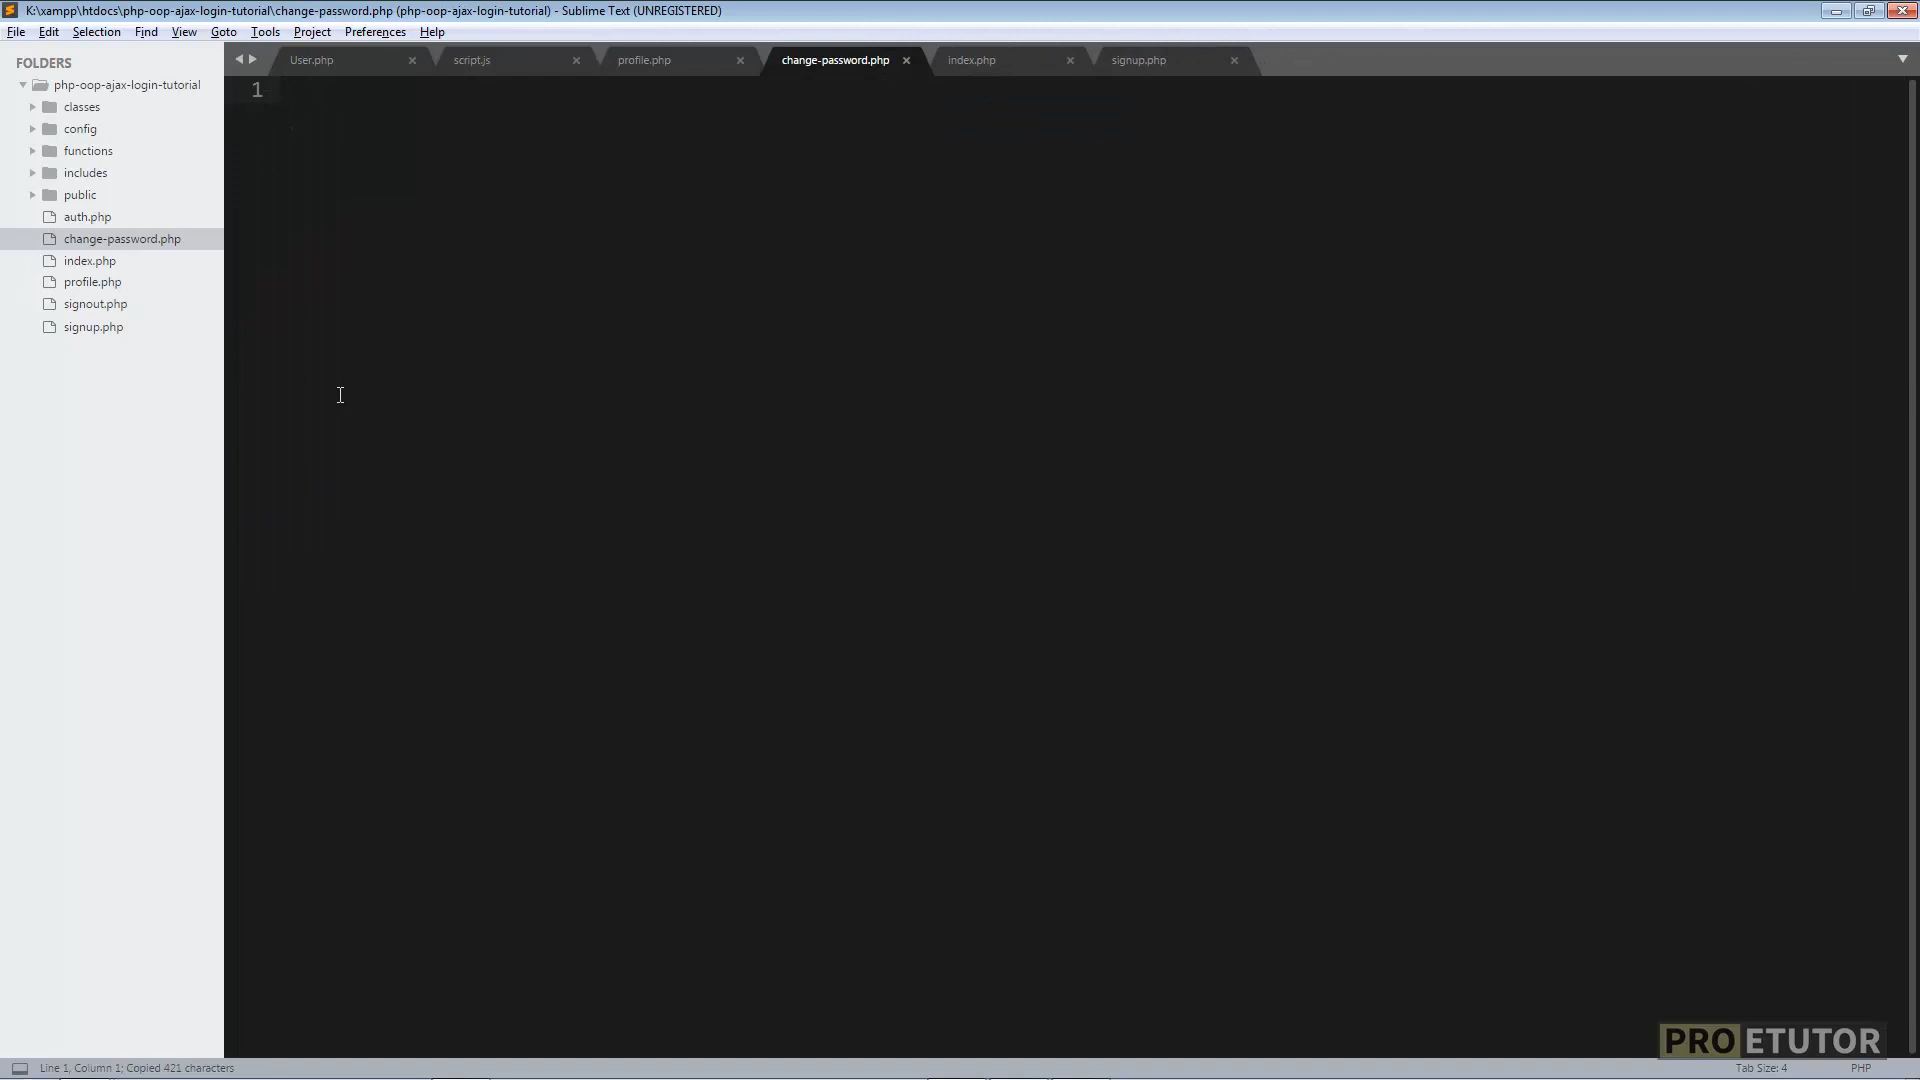 K:\xampp\htdocs\php-oop-ajax-login-tutorial\change-password.php (php-oop-ajax-login-tutorial) - Sublime Text (UNREGISTERED)
File Edit Selection Find View Goto Tools Project Preferences Help
FOLDERS
php-oop-ajax-login-tutorial
classes
config
functions
includes
public
auth.php
change-password.php
index.php
profile.php
signout.php
signup.php
User.php script.js profile.php change-password.php index.php signup.php
1
PRO ETUTOR
Line 1, Column 1; Copied 421 characters
Tab Size: 4 PHP